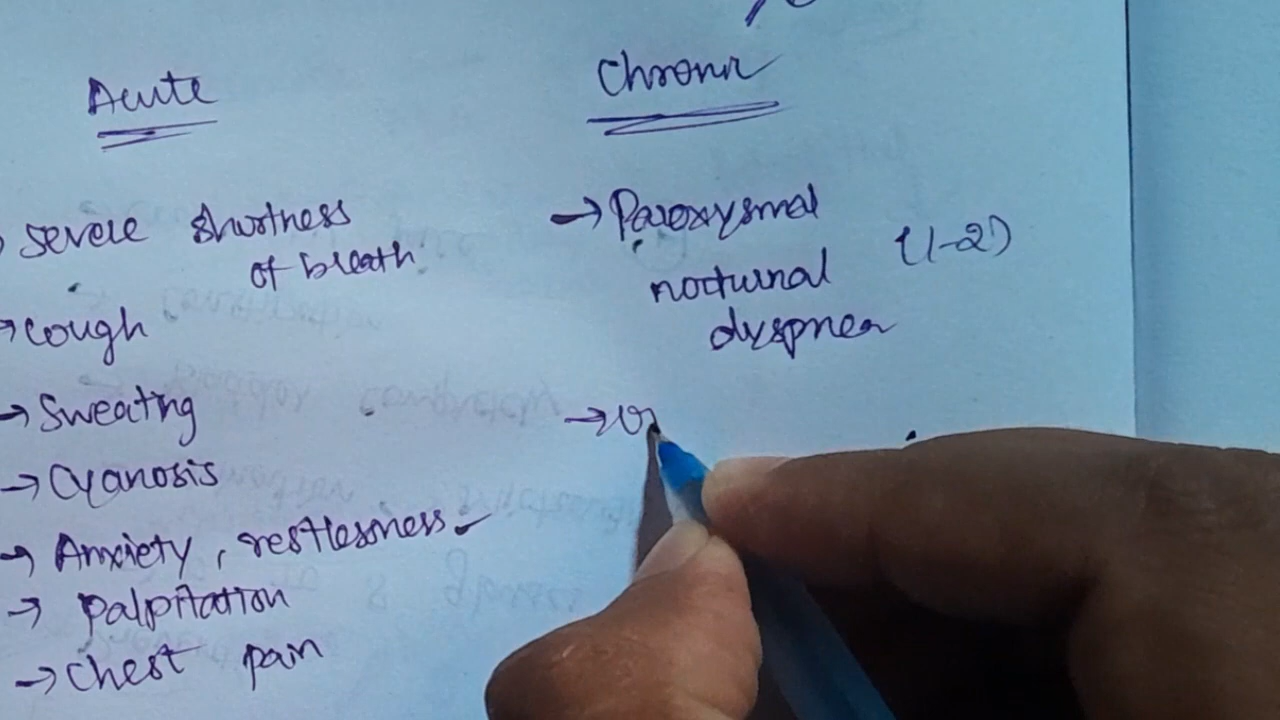 Acute
Chronic
severe shortness
of breath
→ Cough
→ Sweating
→ Cyanosis
→ Anxiety, restlessness
→ Palpitation
→ Chest pain
→ Paroxysmal
nocturnal (1-2)
dyspnea
→